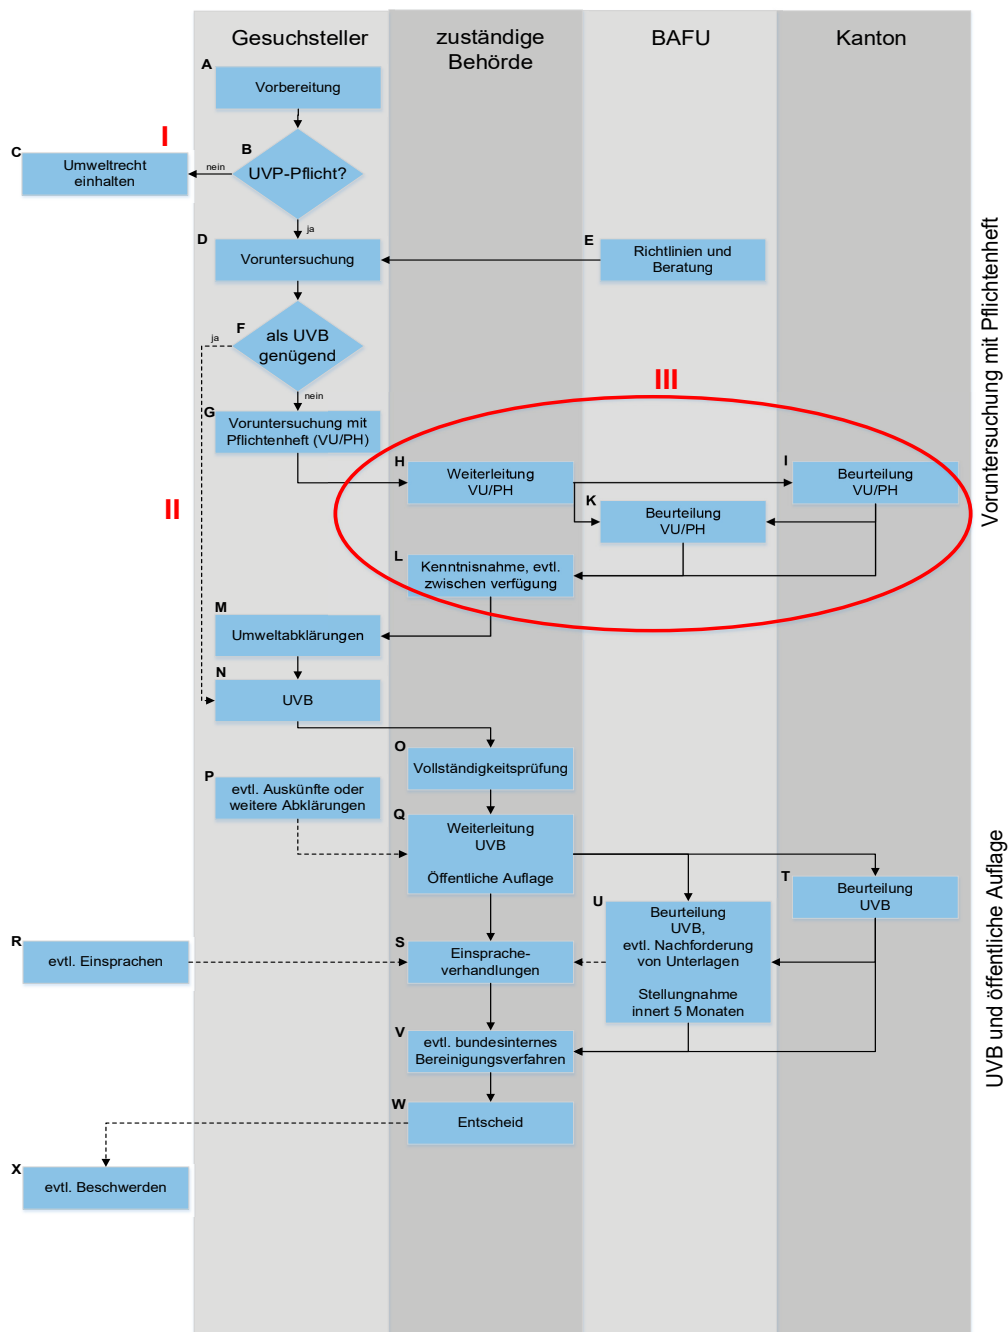 Gesuchsteller
zuständige
Behörde
BAFU
Kanton
A
Vorbereitung
I
C
Umweltrecht
einhalten
nein
B
UVP-Pflicht?
ja
D
Voruntersuchung
E
Richtlinien und
Beratung
Voruntersuchung mit Pflichtenheft
ja
F
als UVB
genügend
nein
III
G
Voruntersuchung mit
Pflichtenheft (VU/PH)
H
Weiterleitung
VU/PH
I
Beurteilung
VU/PH
II
K
Beurteilung
VU/PH
L
Kenntnisnahme, evtl.
zwischen verfügung
M
Umweltabklärungen
N
UVB
O
Vollständigkeitsprüfung
P
evtl. Auskünfte oder
weitere Abklärungen
Q
Weiterleitung
UVB
Öffentliche Auflage
UVB und öffentliche Auflage
T
Beurteilung
UVB
U
Beurteilung
UVB,
evtl. Nachforderung
von Unterlagen
Stellungnahme
innert 5 Monaten
R
evtl. Einsprachen
S
Einsprache-
verhandlungen
V
evtl. bundesinternes
Bereinigungsverfahren
W
Entscheid
X
evtl. Beschwerden